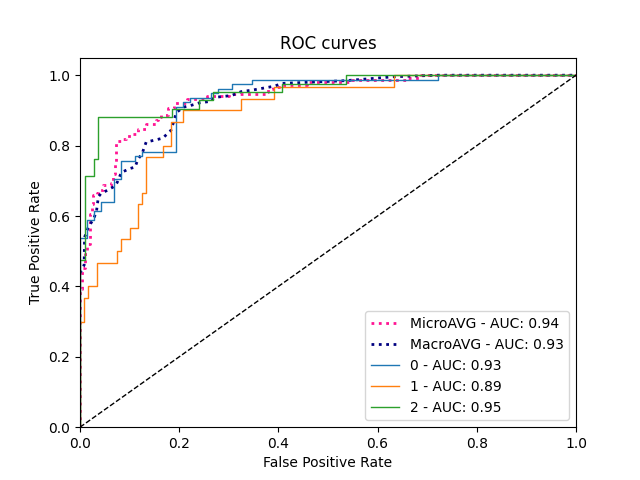 ROC curves
True Positive Rate
1.0
0.8
0.6
0.4
0.2
0.0
0.0 0.2 0.4 0.6 0.8 1.0
False Positive Rate
MicroAVG - AUC: 0.94
MacroAVG - AUC: 0.93
0 - AUC: 0.93
1 - AUC: 0.89
2 - AUC: 0.95